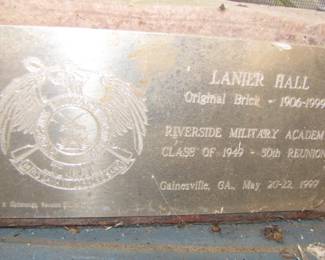 LANIER HALL
Original Brick - 1906-1999
RIVERSIDE MILITARY ACADEM
CLASS OF 1949 - 50th REUNION
Gainesville, GA., May 20-22, 1999